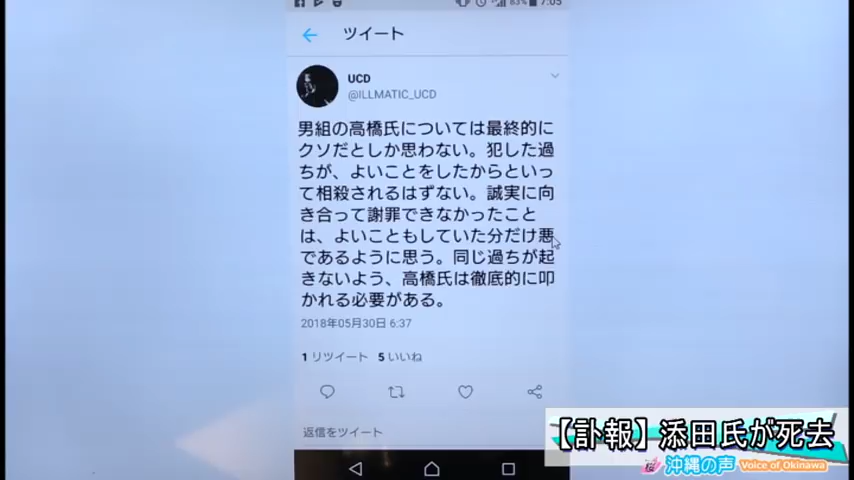 83% 7:05
ツイート
UCD
@ILLMATIC_UCD
男組の高橋氏については最終的に
クソだとしか思わない。犯した過
ちが、よいことをしたからといっ
て相殺されるはずない。誠実に向
き合って謝罪できなかったこと
は、よいこともしていた分だけ悪
であるように思う。同じ過ちが起
きないよう、高橋氏は徹底的に叩
かれる必要がある。
2018年05月30日 6:37
1 リツイート 5 いいね
返信をツイート
【訃報】添田氏が死去
桜 沖縄の声 Voice of Okinawa